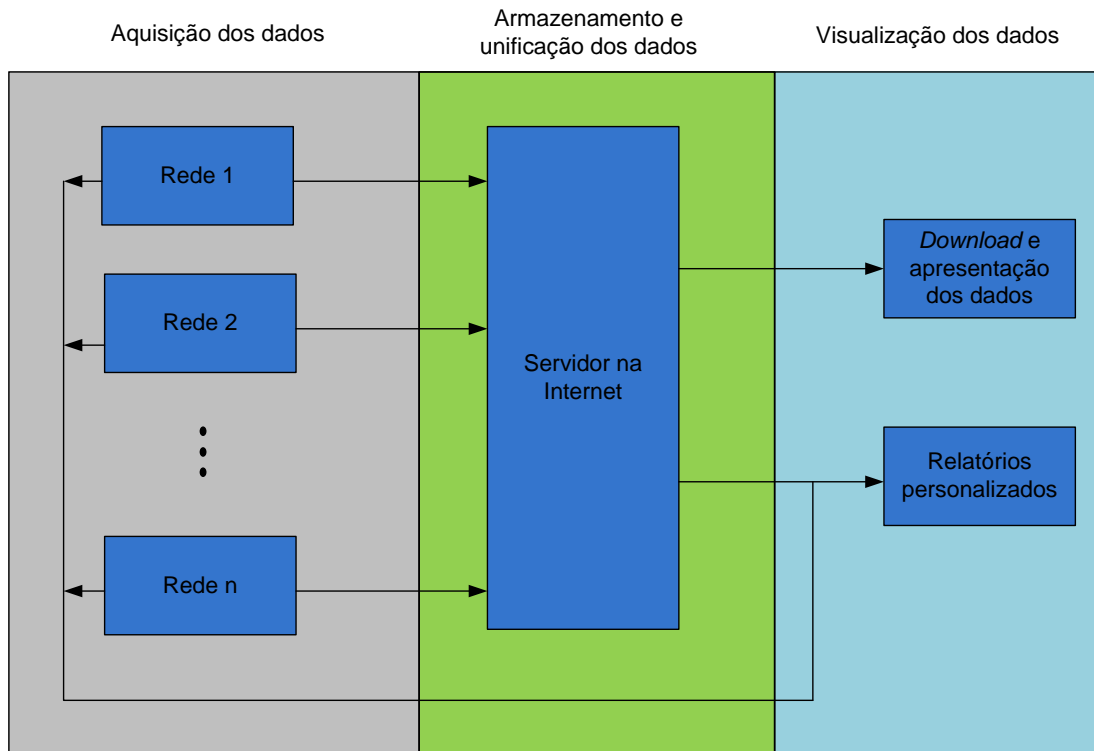 Aquisição dos dados
Armazenamento e
unificação dos dados
Visualização dos dados
Rede 1
Rede 2
Rede n
Servidor na
Internet
Download e
apresentação
dos dados
Relatórios
personalizados